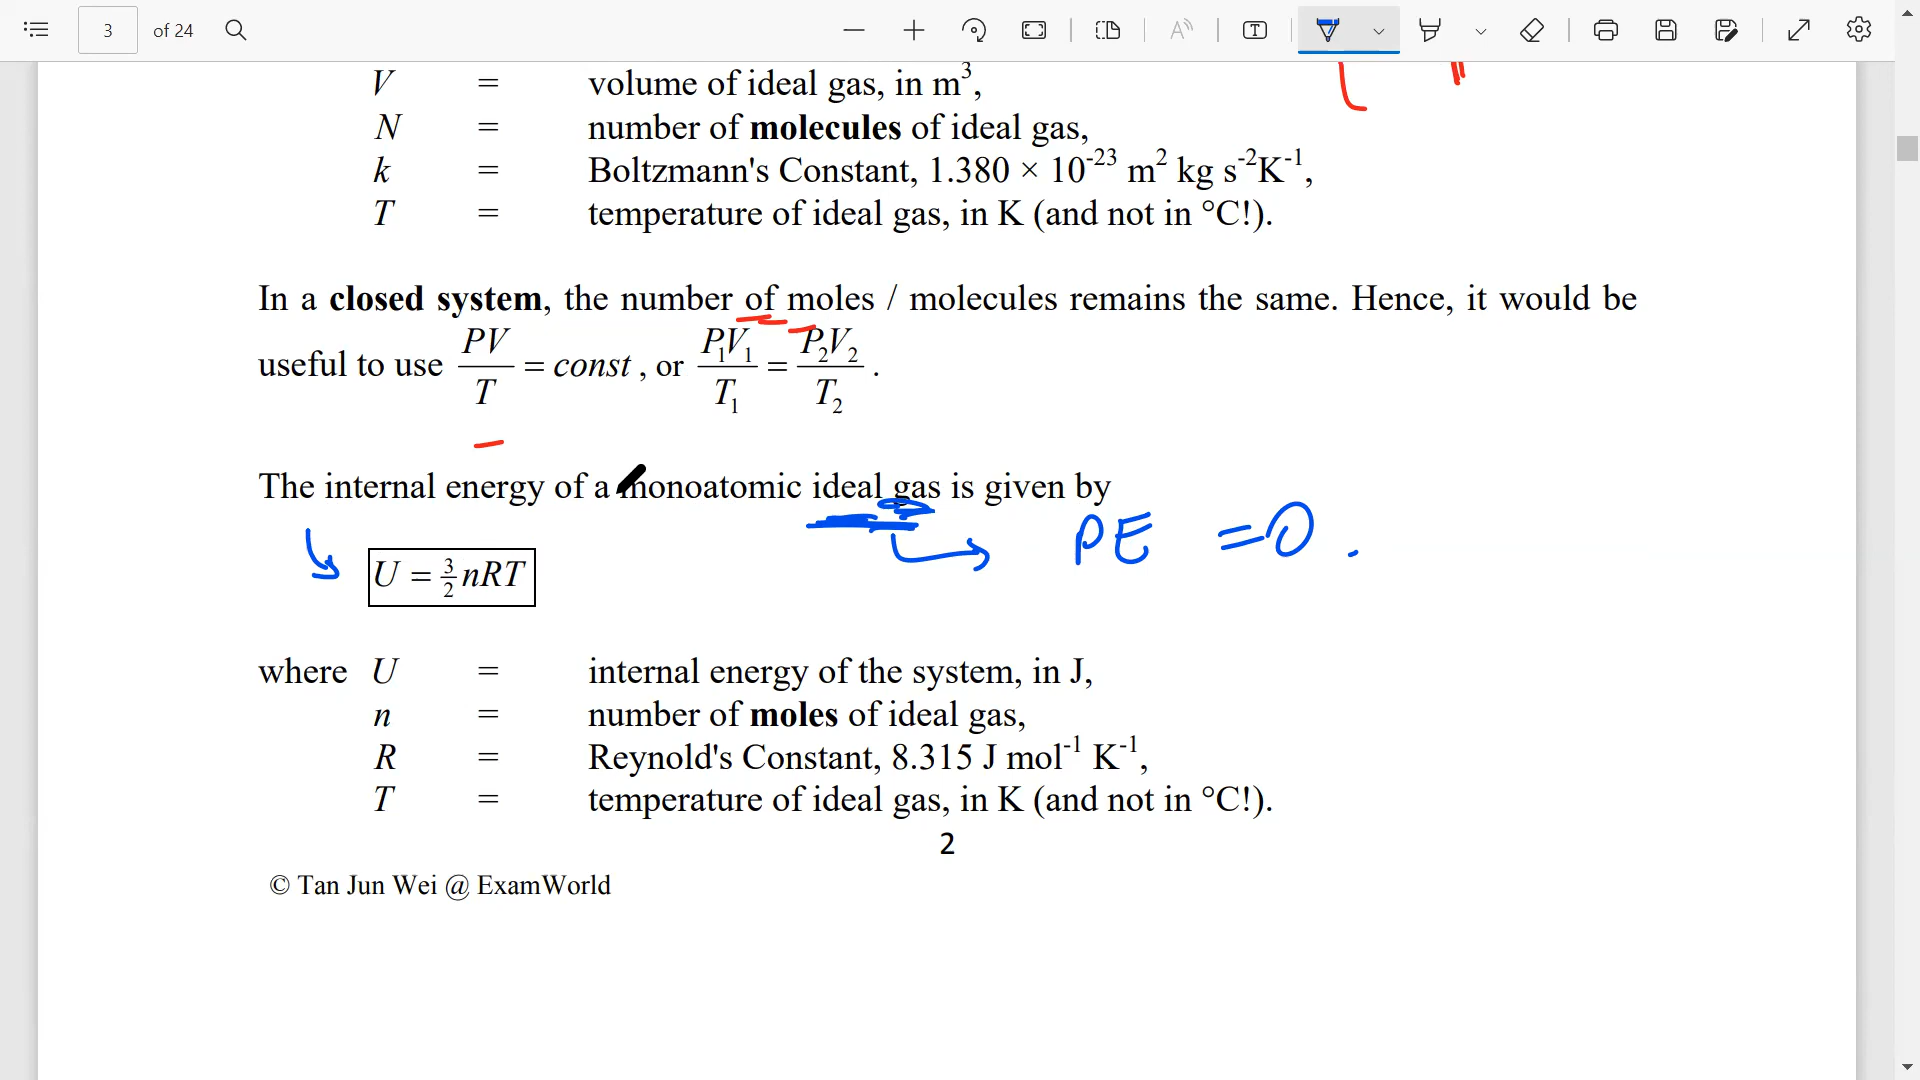 3 of 24
V = volume of ideal gas, in m³,
N = number of molecules of ideal gas,
k = Boltzmann's Constant, 1.380 × 10⁻²³ m² kg s⁻²K⁻¹,
T = temperature of ideal gas, in K (and not in °C!).
In a closed system, the number of moles / molecules remains the same. Hence, it would be
useful to use PV/T = const, or P₁V₁/T₁ = P₂V₂/T₂.
The internal energy of a monoatomic ideal gas is given by
PE = 0.
U = 3/2 nRT
where U = internal energy of the system, in J,
n = number of moles of ideal gas,
R = Reynold's Constant, 8.315 J mol⁻¹ K⁻¹,
T = temperature of ideal gas, in K (and not in °C!).
2
© Tan Jun Wei @ ExamWorld